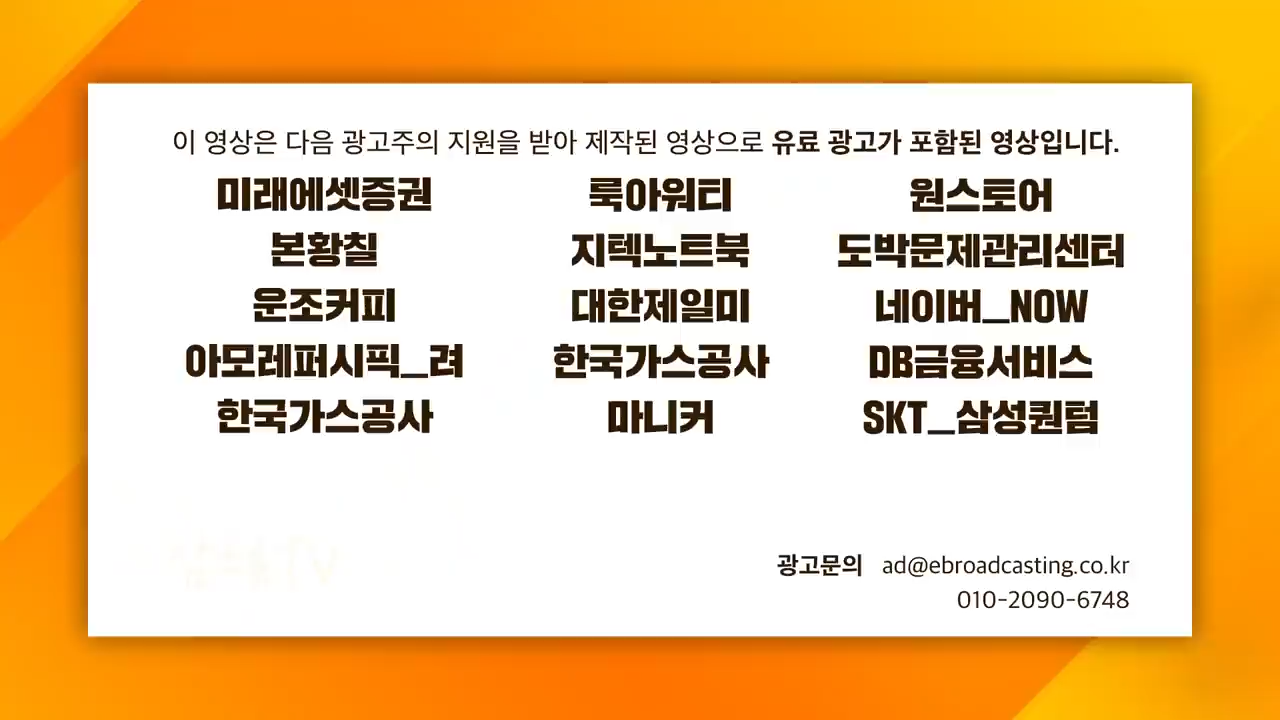 이 영상은 다음 광고주의 지원을 받아 제작된 영상으로 유료 광고가 포함된 영상입니다.
미래에셋증권 룩아워티 원스토어
본황칠 지텍노트북 도박문제관리센터
운조커피 대한제일미 네이버_NOW
아모레퍼시픽_려 한국가스공사 DB금융서비스
한국가스공사 마니커 SKT_삼성퀀텀
광고문의 ad@ebroadcasting.co.kr
010-2090-6748